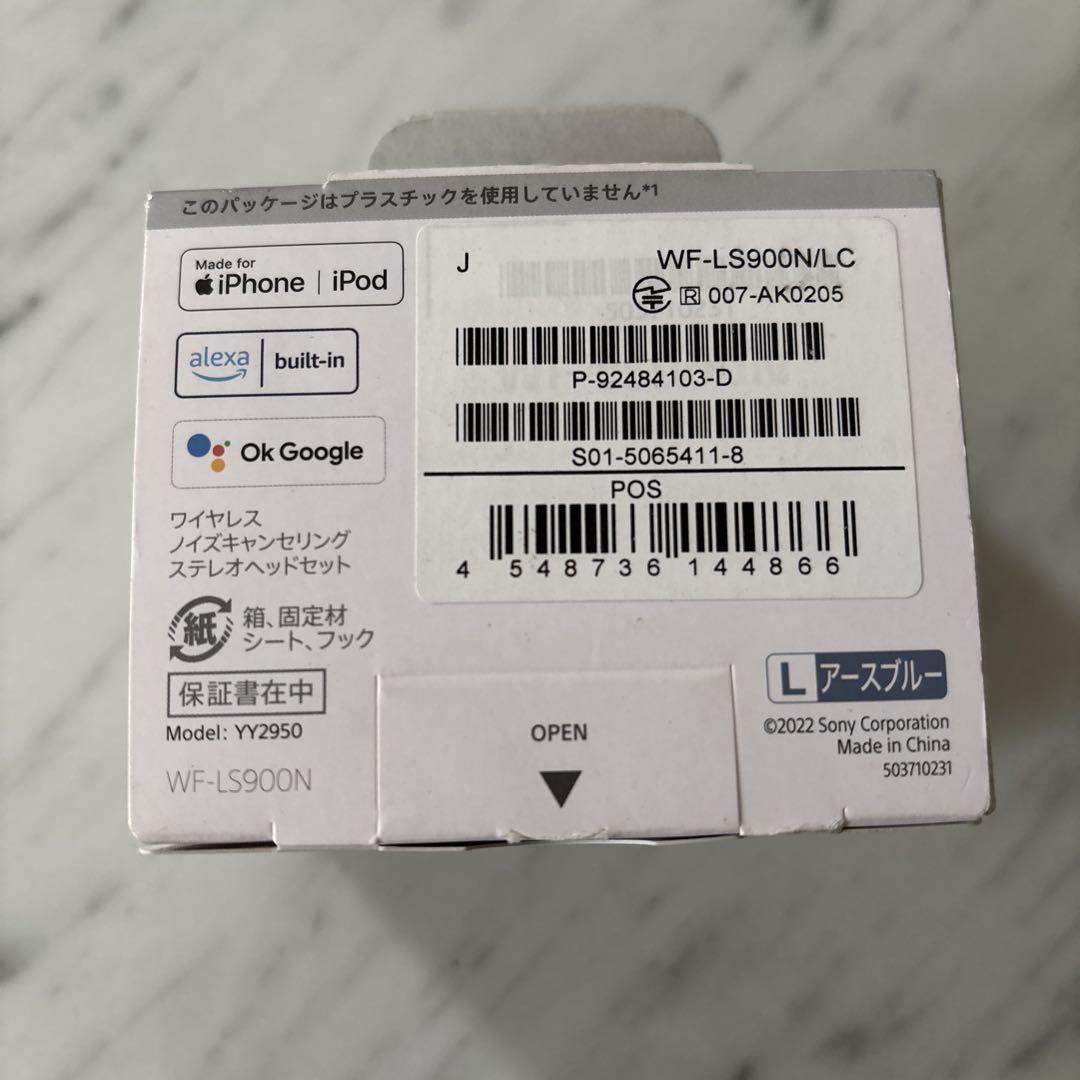 このパッケージはプラスチックを使用していません*1
Made for
iPhone | iPod
alexa | built-in
Ok Google
ワイヤレス
ノイズキャンセリング
ステレオヘッドセット
紙 箱、固定材
シート、フック
保証書在中
Model: YY2950
WF-LS900N
J WF-LS900N/LC
R 007-AK0205
P-92484103-D
S01-5065411-8
POS
4 548736 144866
OPEN
L アースブルー
©2022 Sony Corporation
Made in China
503710231